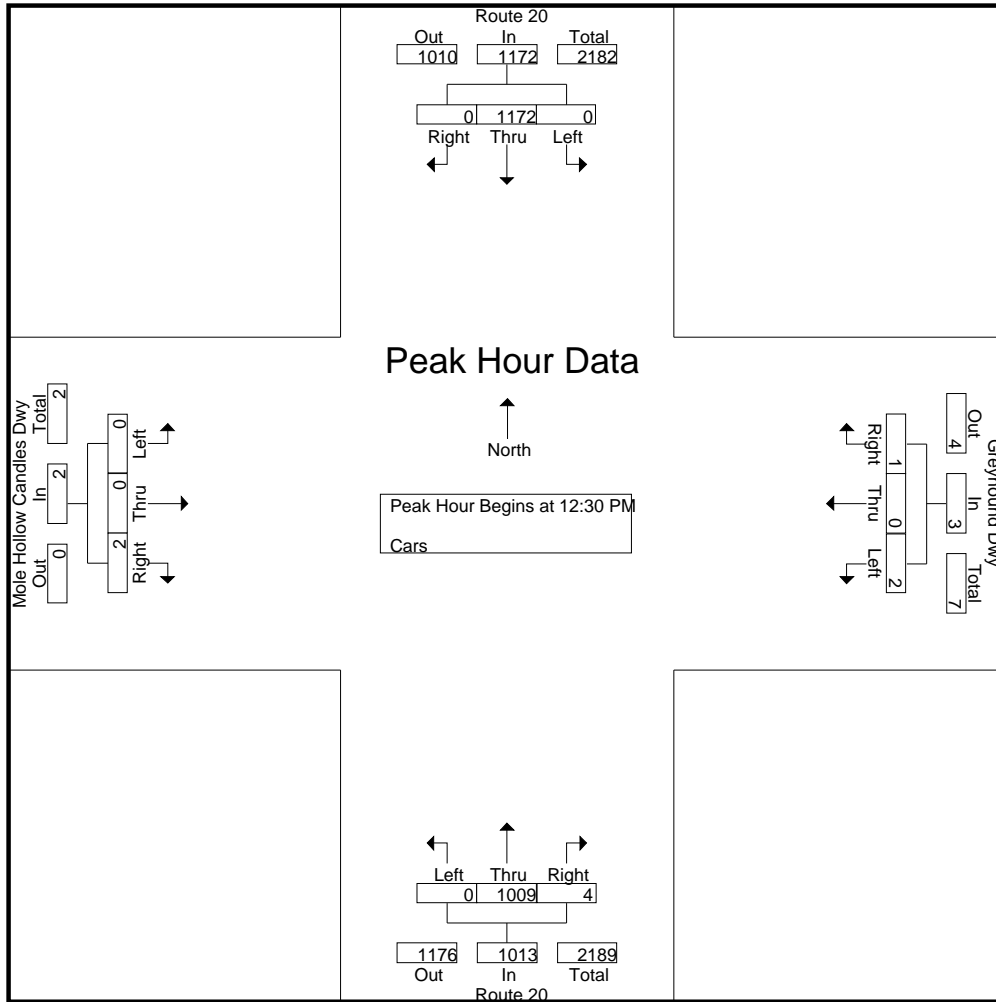 Route 20
Out In Total
1010 1172 2182
0 1172 0
Right Thru Left
Peak Hour Data
North
Peak Hour Begins at 12:30 PM
Cars
Mole Hollow Candles Dwy
Out In Total
0 2 2
2 0 0
Right Thru Left
Greyhound Dwy
Out In Total
4 3 7
1 0 2
Right Thru Left
Left Thru Right
0 1009 4
1176 1013 2189
Out In Total
Route 20